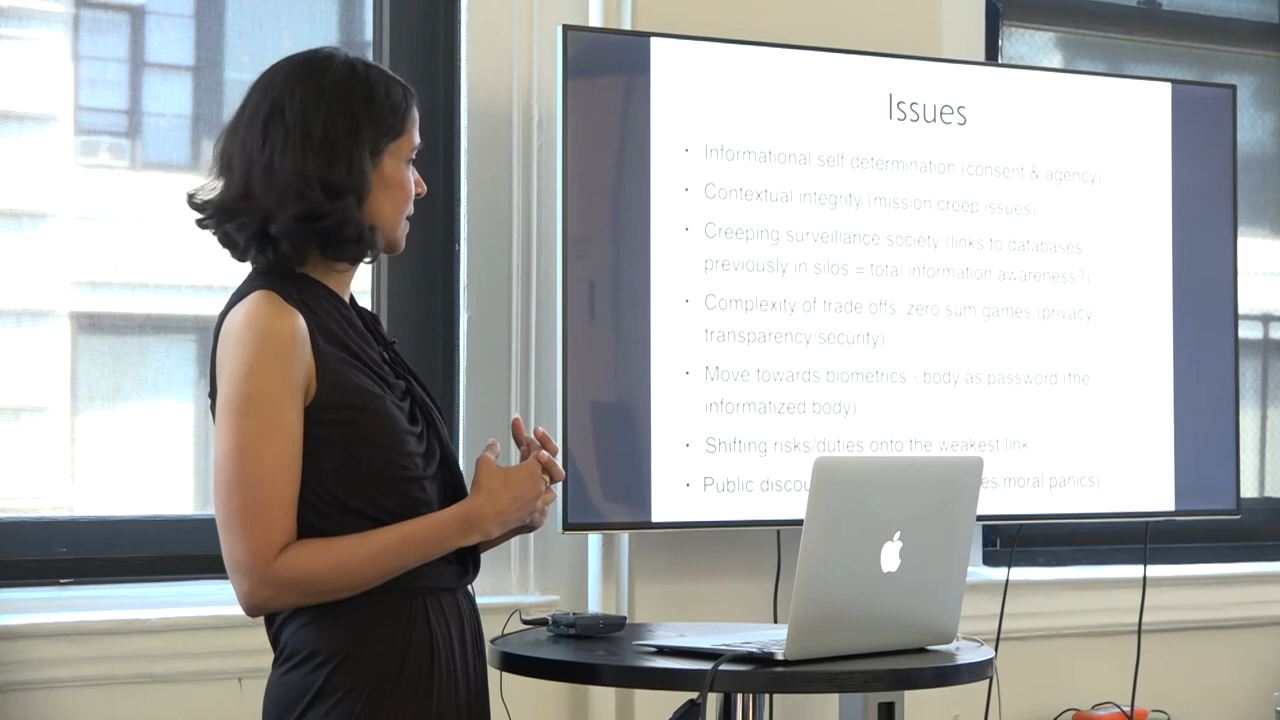 Issues
• Informational self determination (consent & agency)
• Contextual integrity (mission creep issues)
• Creeping surveillance society (links to databases
previously in silos = total information awareness?)
• Complexity of trade offs, zero sum games (privacy/
transparency/security)
• Move towards biometrics - body as password (the
informatized body)
• Shifting risks/duties onto the weakest link
• Public es/moral panics)